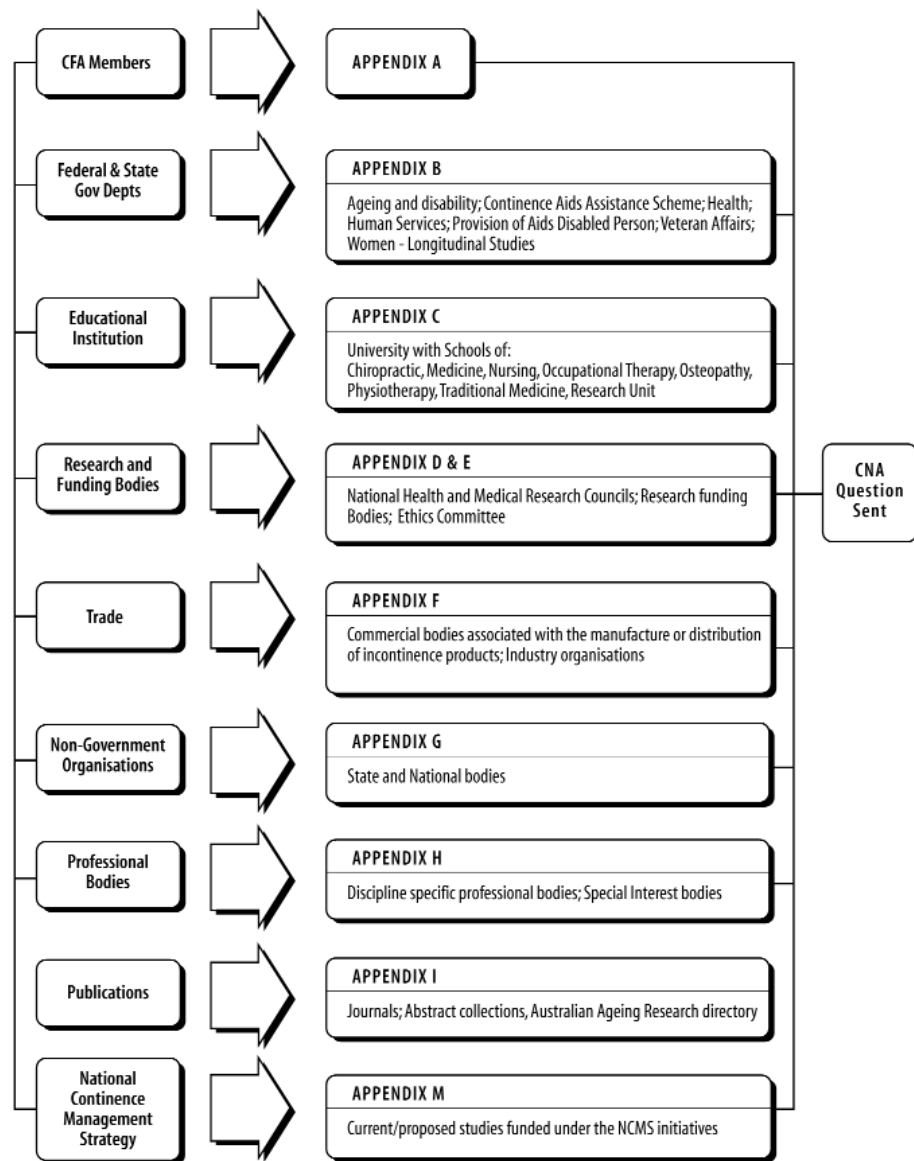 CFA Members
APPENDIX A
Federal & State
Gov Depts
APPENDIX B
Ageing and disability; Continence Aids Assistance Scheme; Health;
Human Services; Provision of Aids Disabled Person; Veteran Affairs;
Women - Longitudinal Studies
Educational
Institution
APPENDIX C
University with Schools of:
Chiropractic, Medicine, Nursing, Occupational Therapy, Osteopathy,
Physiotherapy, Traditional Medicine, Research Unit
Research and
Funding Bodies
APPENDIX D & E
National Health and Medical Research Councils; Research funding
Bodies; Ethics Committee
CNA
Question
Sent
Trade
APPENDIX F
Commercial bodies associated with the manufacture or distribution
of incontinence products; Industry organisations
Non-Government
Organisations
APPENDIX G
State and National bodies
Professional
Bodies
APPENDIX H
Discipline specific professional bodies; Special Interest bodies
Publications
APPENDIX I
Journals; Abstract collections, Australian Ageing Research directory
National
Continence
Management
Strategy
APPENDIX M
Current/proposed studies funded under the NCMS initiatives